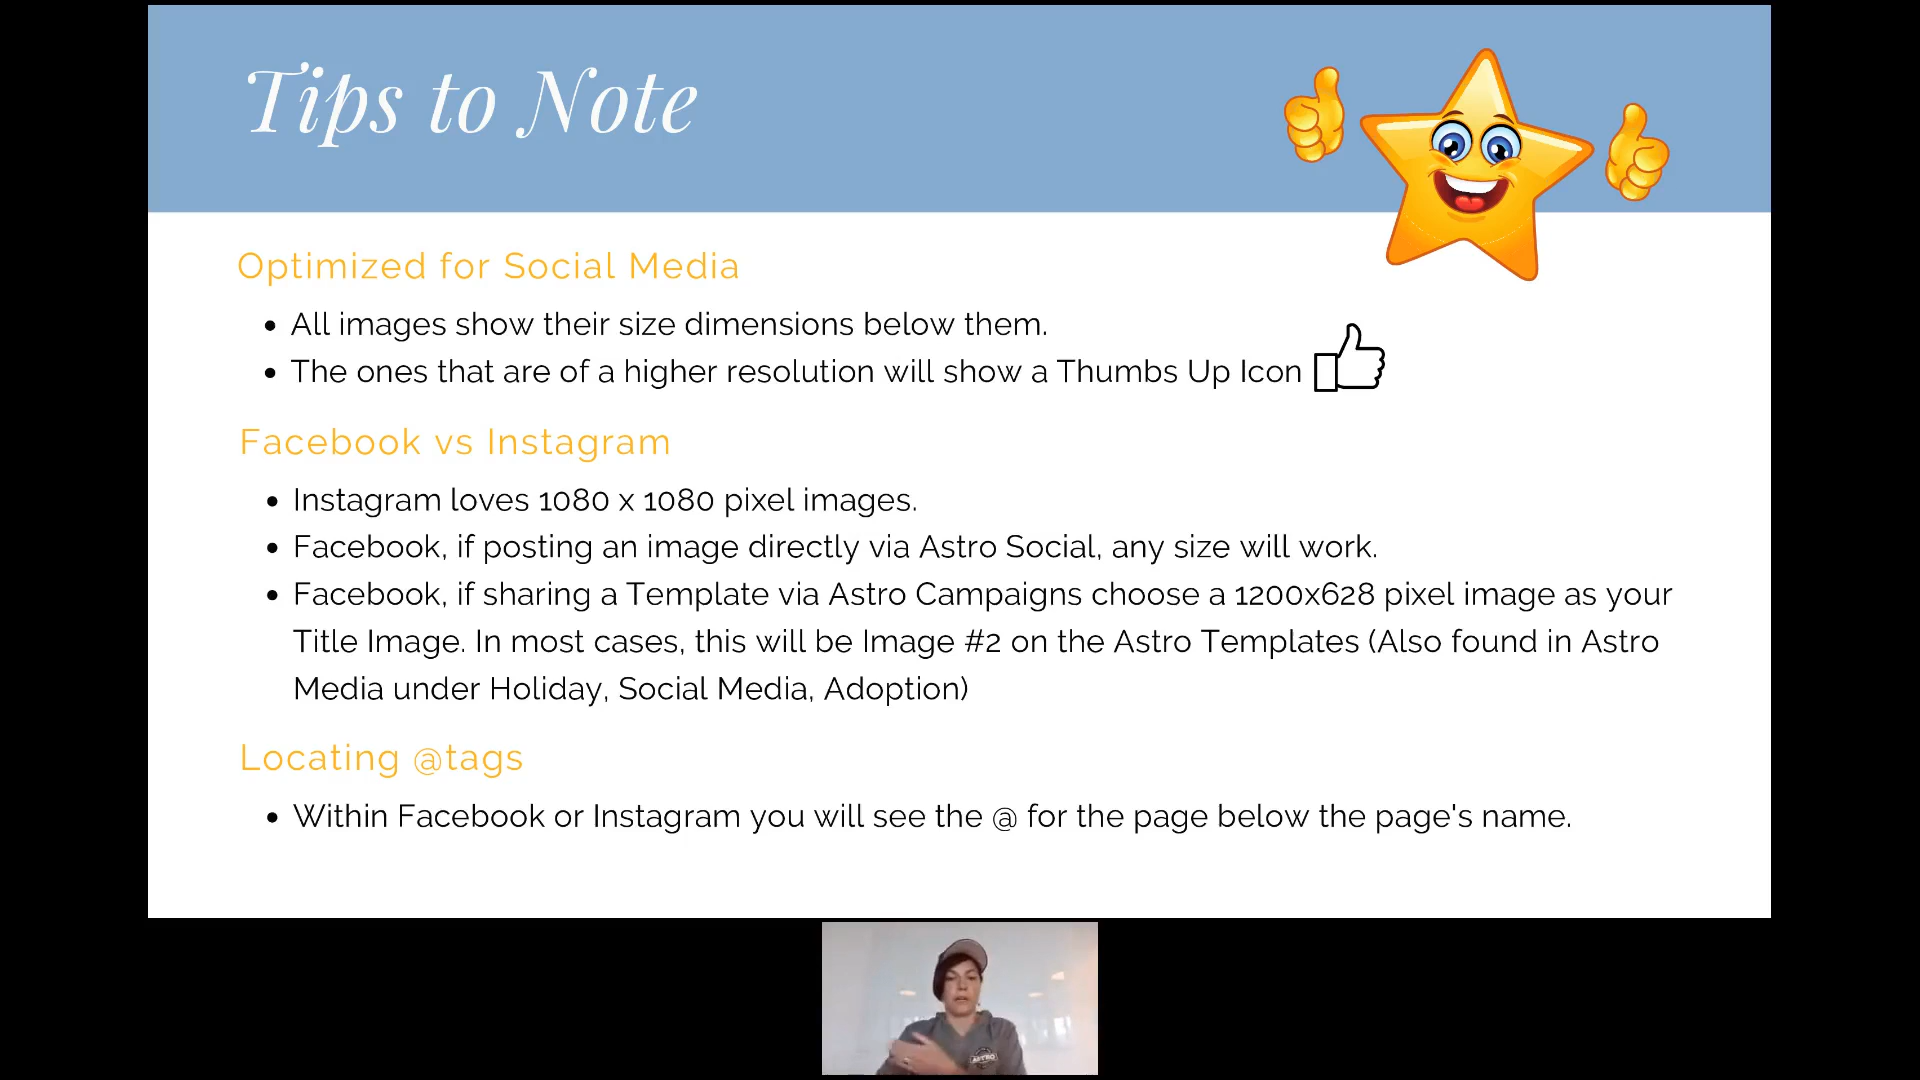 Tips to Note
Optimized for Social Media
• All images show their size dimensions below them.
• The ones that are of a higher resolution will show a Thumbs Up Icon
Facebook vs Instagram
• Instagram loves 1080 x 1080 pixel images.
• Facebook, if posting an image directly via Astro Social, any size will work.
• Facebook, if sharing a Template via Astro Campaigns choose a 1200x628 pixel image as your
Title Image. In most cases, this will be Image #2 on the Astro Templates (Also found in Astro
Media under Holiday, Social Media, Adoption)
Locating @tags
• Within Facebook or Instagram you will see the @ for the page below the page's name.
ASTRO